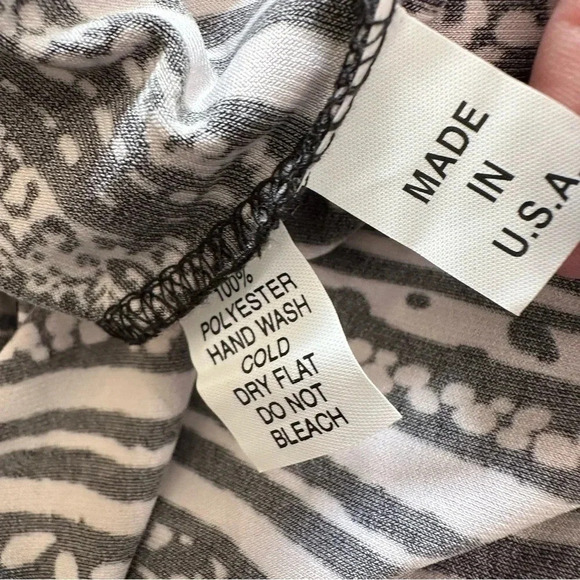 MADE
IN
U.S.A.
100%
POLYESTER
HAND WASH
COLD
DRY FLAT
DO NOT
BLEACH